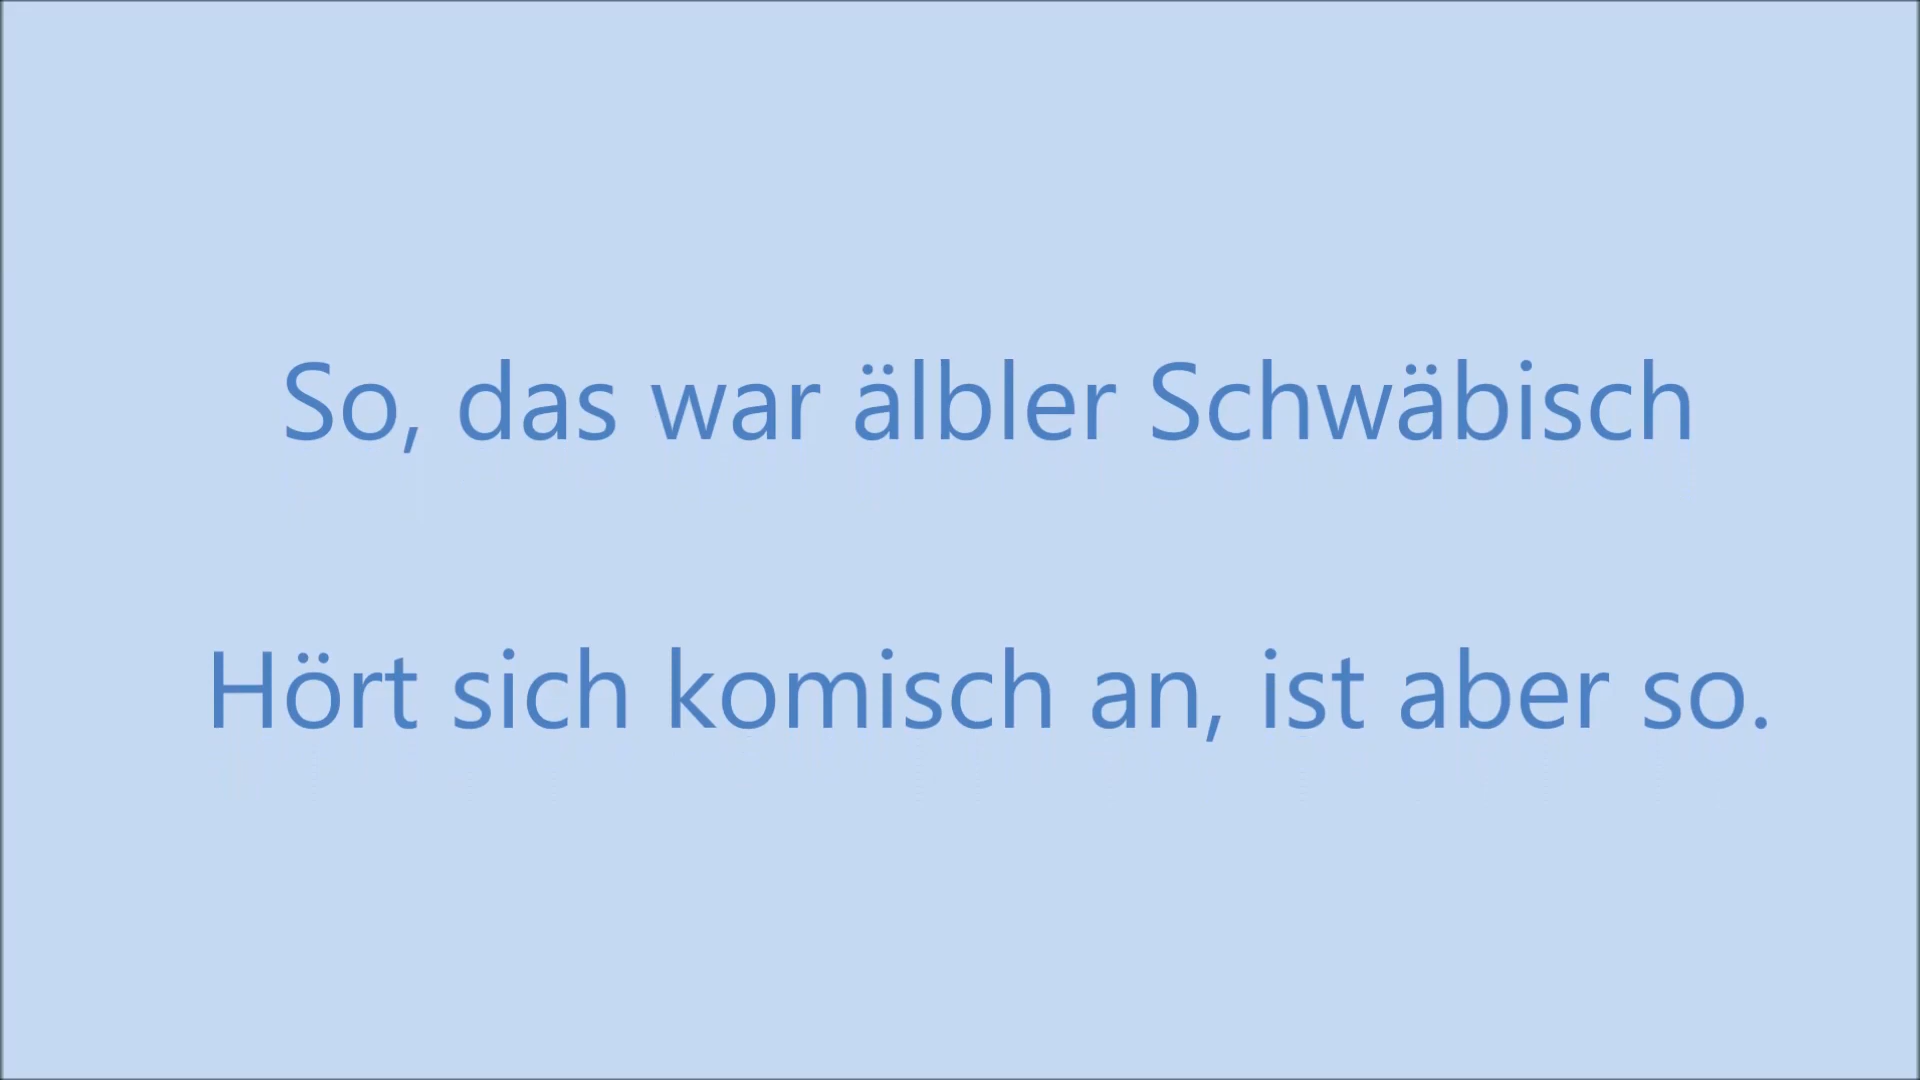 So, das war älbler Schwäbisch
Hört sich komisch an, ist aber so.